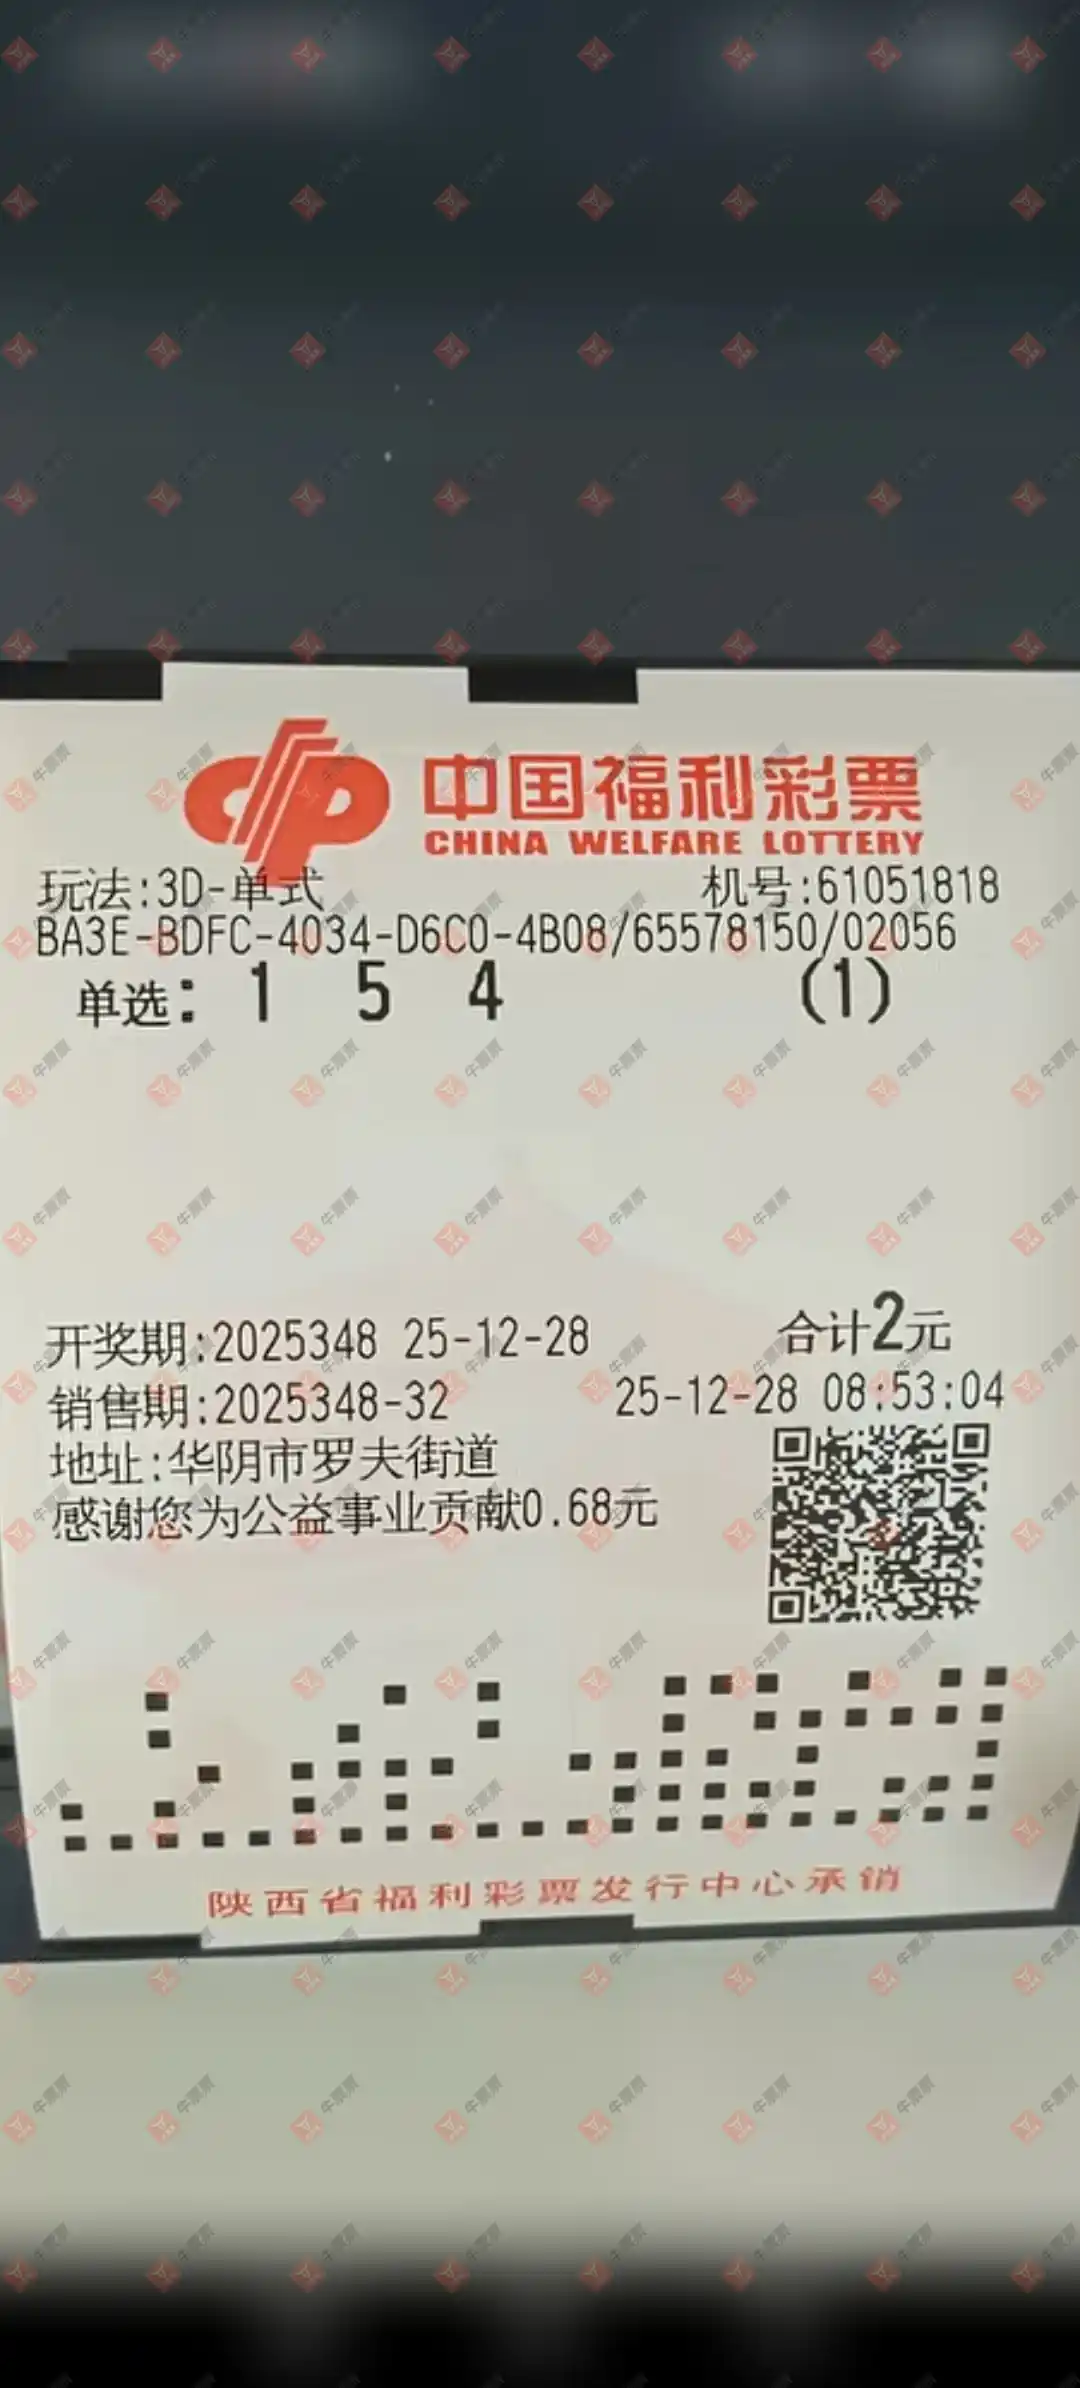 中国福利彩票
CHINA WELFARE LOTTERY
玩法:3D-单式 机号:61051818
BA3E-BDFC-4034-D6C0-4B08/65578150/02056
单选: 1 5 4 (1)
开奖期:2025348 25-12-28 合计2元
销售期:2025348-32 25-12-28 08:53:04
地址:华阴市罗夫街道
感谢您为公益事业贡献0.68元
陕西省福利彩票发行中心承销
牛票票